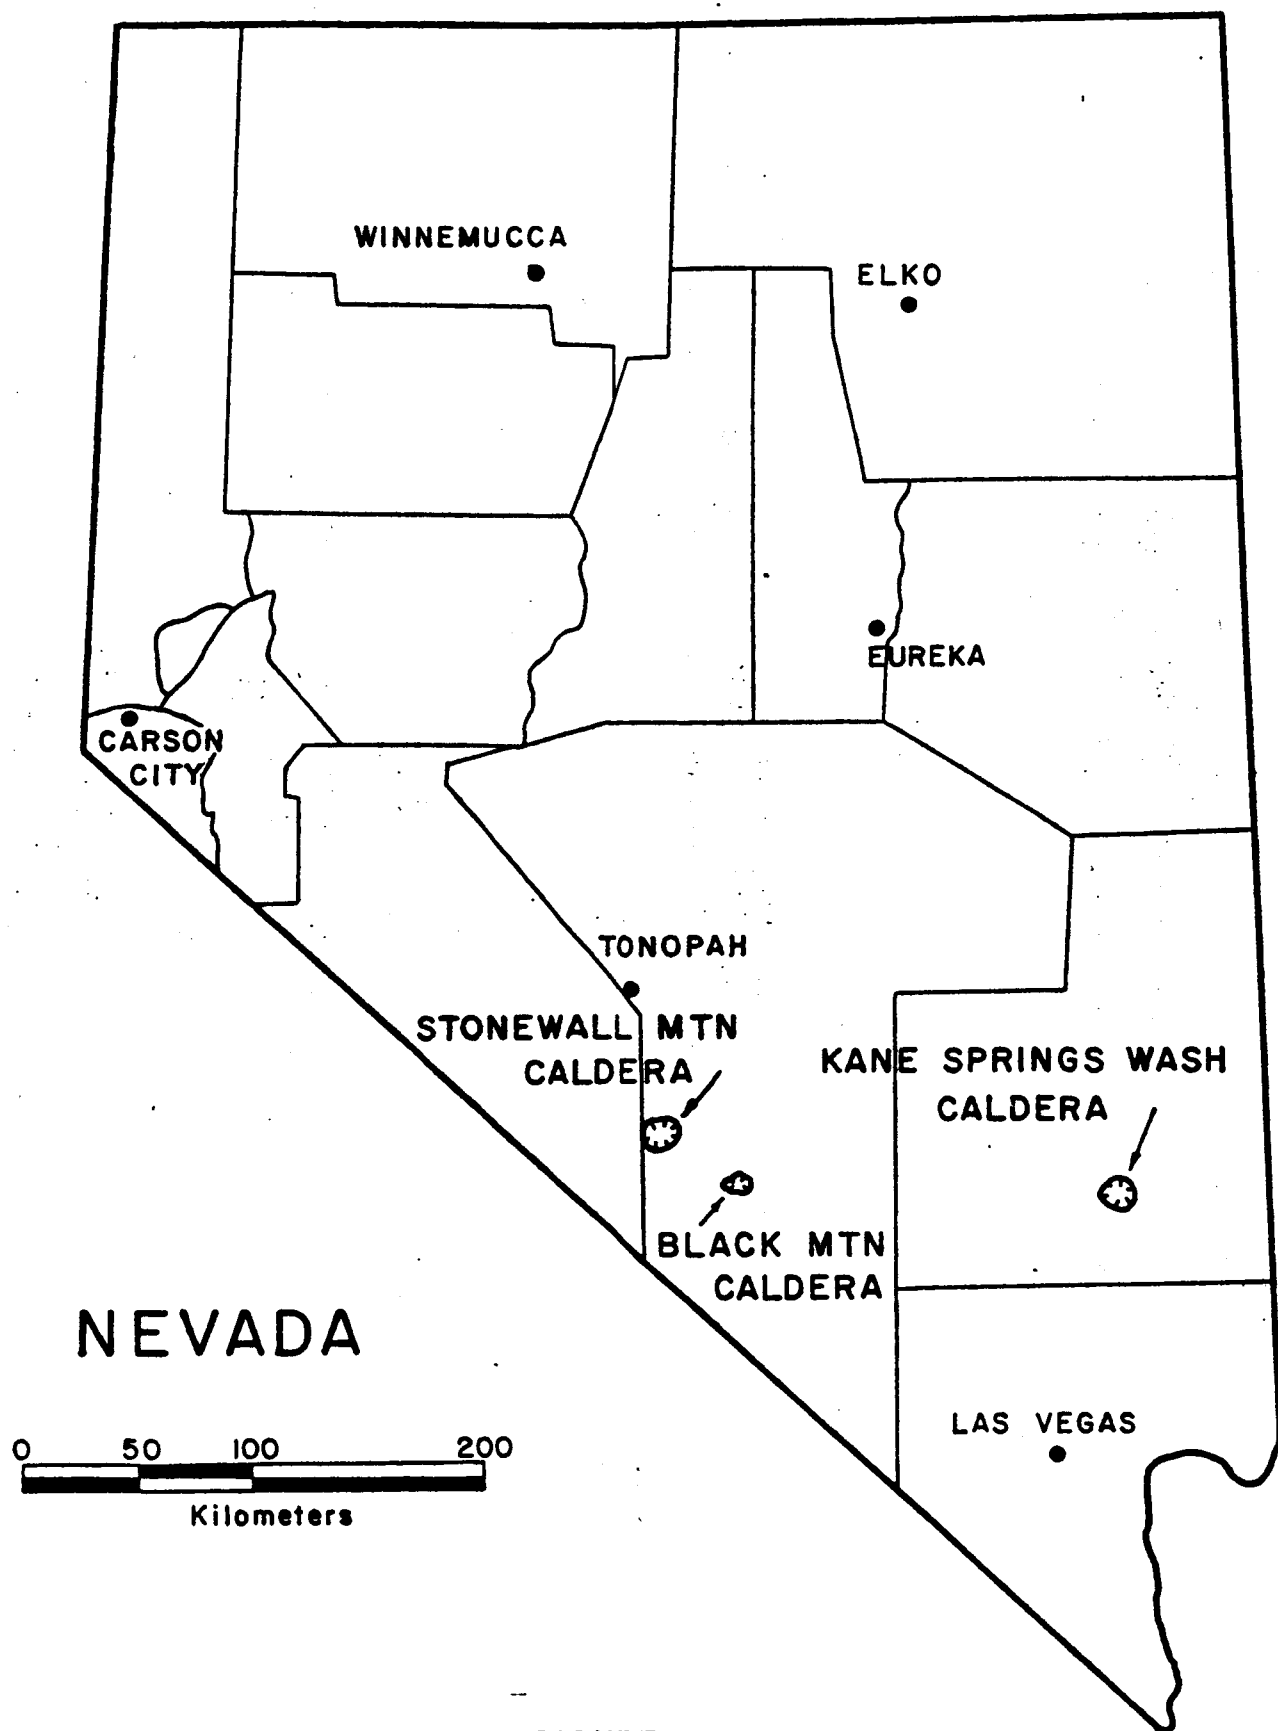 WINNEMUCCA
ELKO
EUREKA
CARSON
CITY
TONOPAH
STONEWALL MTN
CALDERA
KANE SPRINGS WASH
CALDERA
BLACK MTN
CALDERA
NEVADA
LAS VEGAS
0 50 100 200
Kilometers